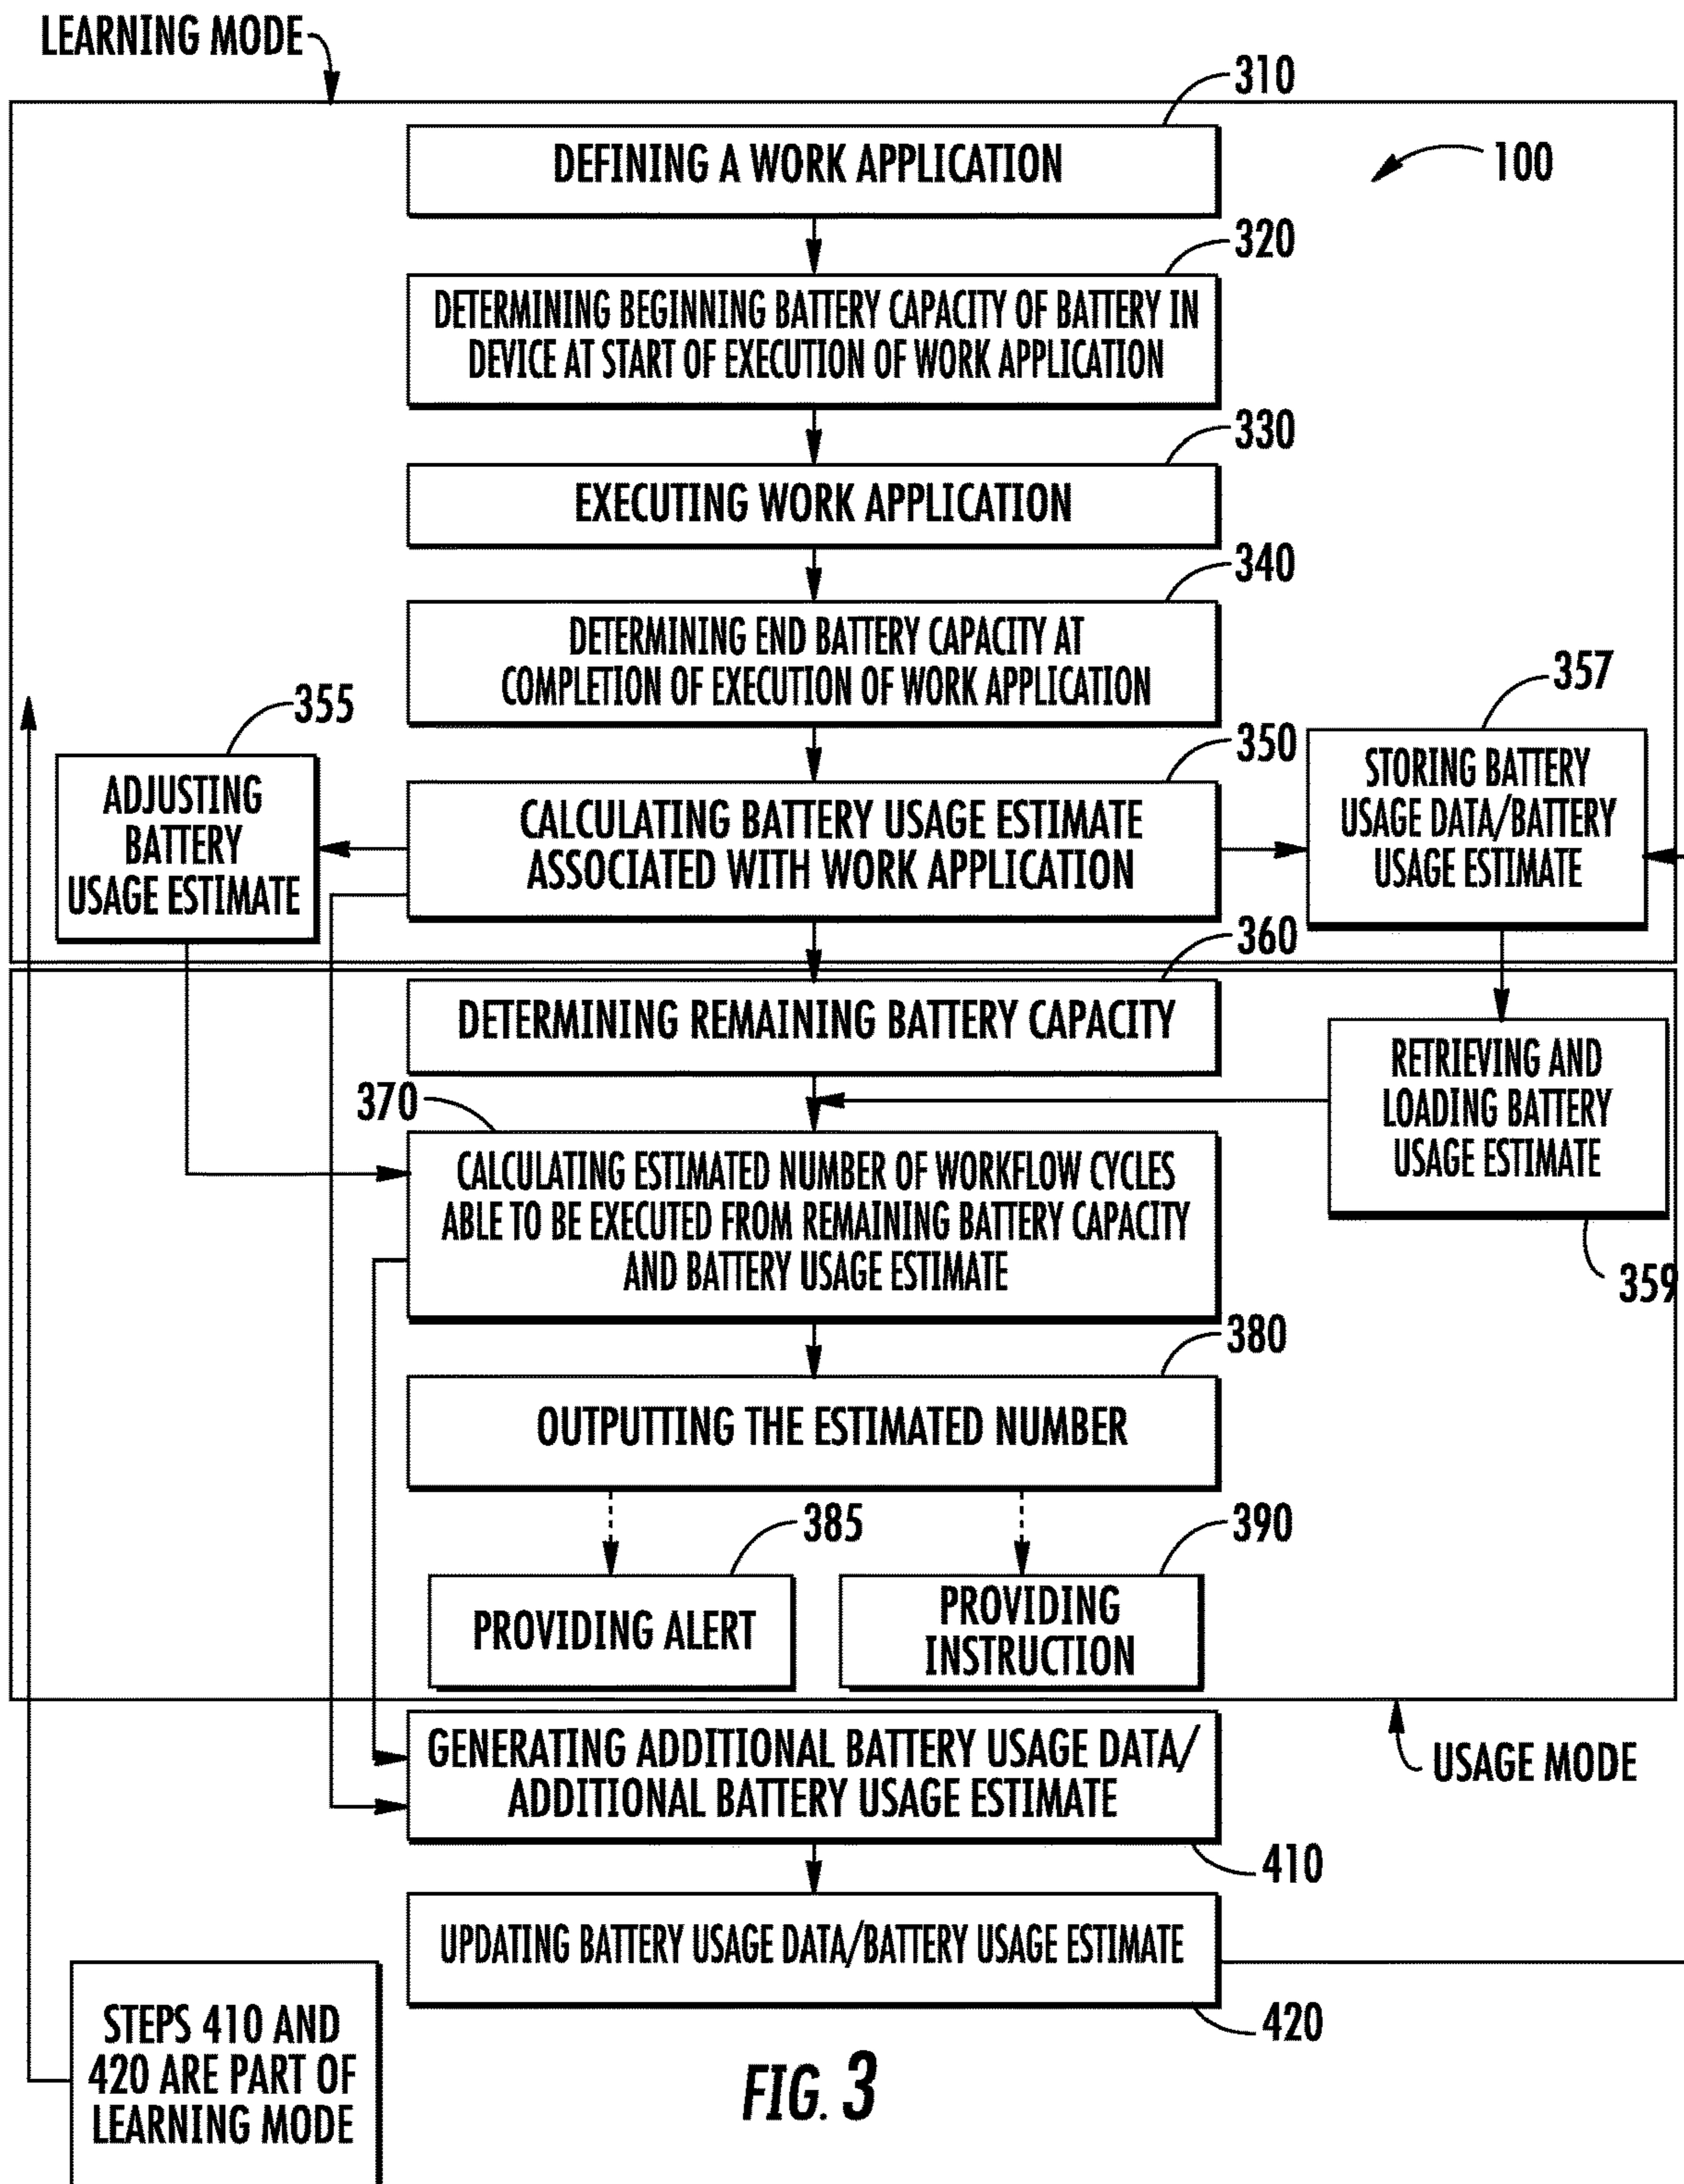 LEARNING MODE
310
DEFINING A WORK APPLICATION
100
320
DETERMINING BEGINNING BATTERY CAPACITY OF BATTERY IN
DEVICE AT START OF EXECUTION OF WORK APPLICATION
330
EXECUTING WORK APPLICATION
340
DETERMINING END BATTERY CAPACITY AT
COMPLETION OF EXECUTION OF WORK APPLICATION
355
ADJUSTING
BATTERY
USAGE ESTIMATE
350
CALCULATING BATTERY USAGE ESTIMATE
ASSOCIATED WITH WORK APPLICATION
357
STORING BATTERY
USAGE DATA/BATTERY
USAGE ESTIMATE
360
DETERMINING REMAINING BATTERY CAPACITY
RETRIEVING AND
LOADING BATTERY
USAGE ESTIMATE
359
370
CALCULATING ESTIMATED NUMBER OF WORKFLOW CYCLES
ABLE TO BE EXECUTED FROM REMAINING BATTERY CAPACITY
AND BATTERY USAGE ESTIMATE
380
OUTPUTTING THE ESTIMATED NUMBER
385
PROVIDING ALERT
390
PROVIDING
INSTRUCTION
USAGE MODE
GENERATING ADDITIONAL BATTERY USAGE DATA/
ADDITIONAL BATTERY USAGE ESTIMATE
410
UPDATING BATTERY USAGE DATA/BATTERY USAGE ESTIMATE
420
STEPS 410 AND
420 ARE PART OF
LEARNING MODE
FIG. 3